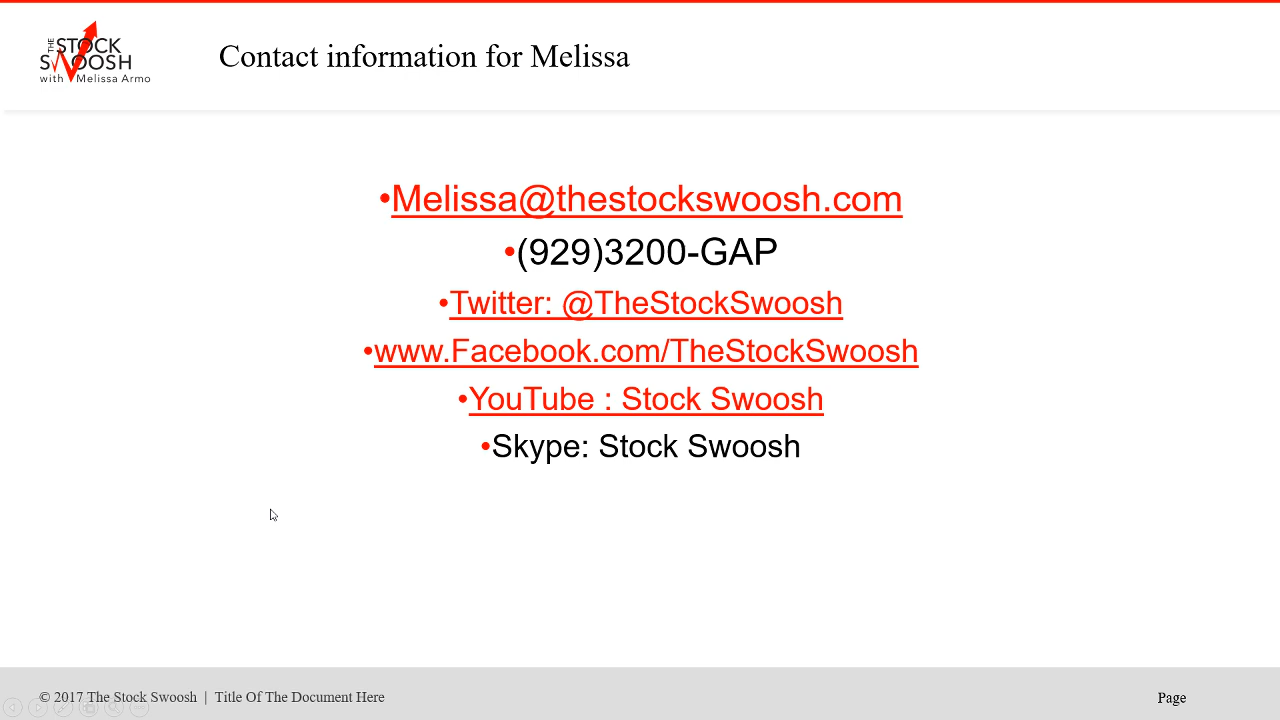 THE
STOCK
SWOOSH
with Melissa Armo
Contact information for Melissa
•Melissa@thestockswoosh.com
•(929)3200-GAP
•Twitter: @TheStockSwoosh
•www.Facebook.com/TheStockSwoosh
•YouTube : Stock Swoosh
•Skype: Stock Swoosh
© 2017 The Stock Swoosh | Title Of The Document Here
Page